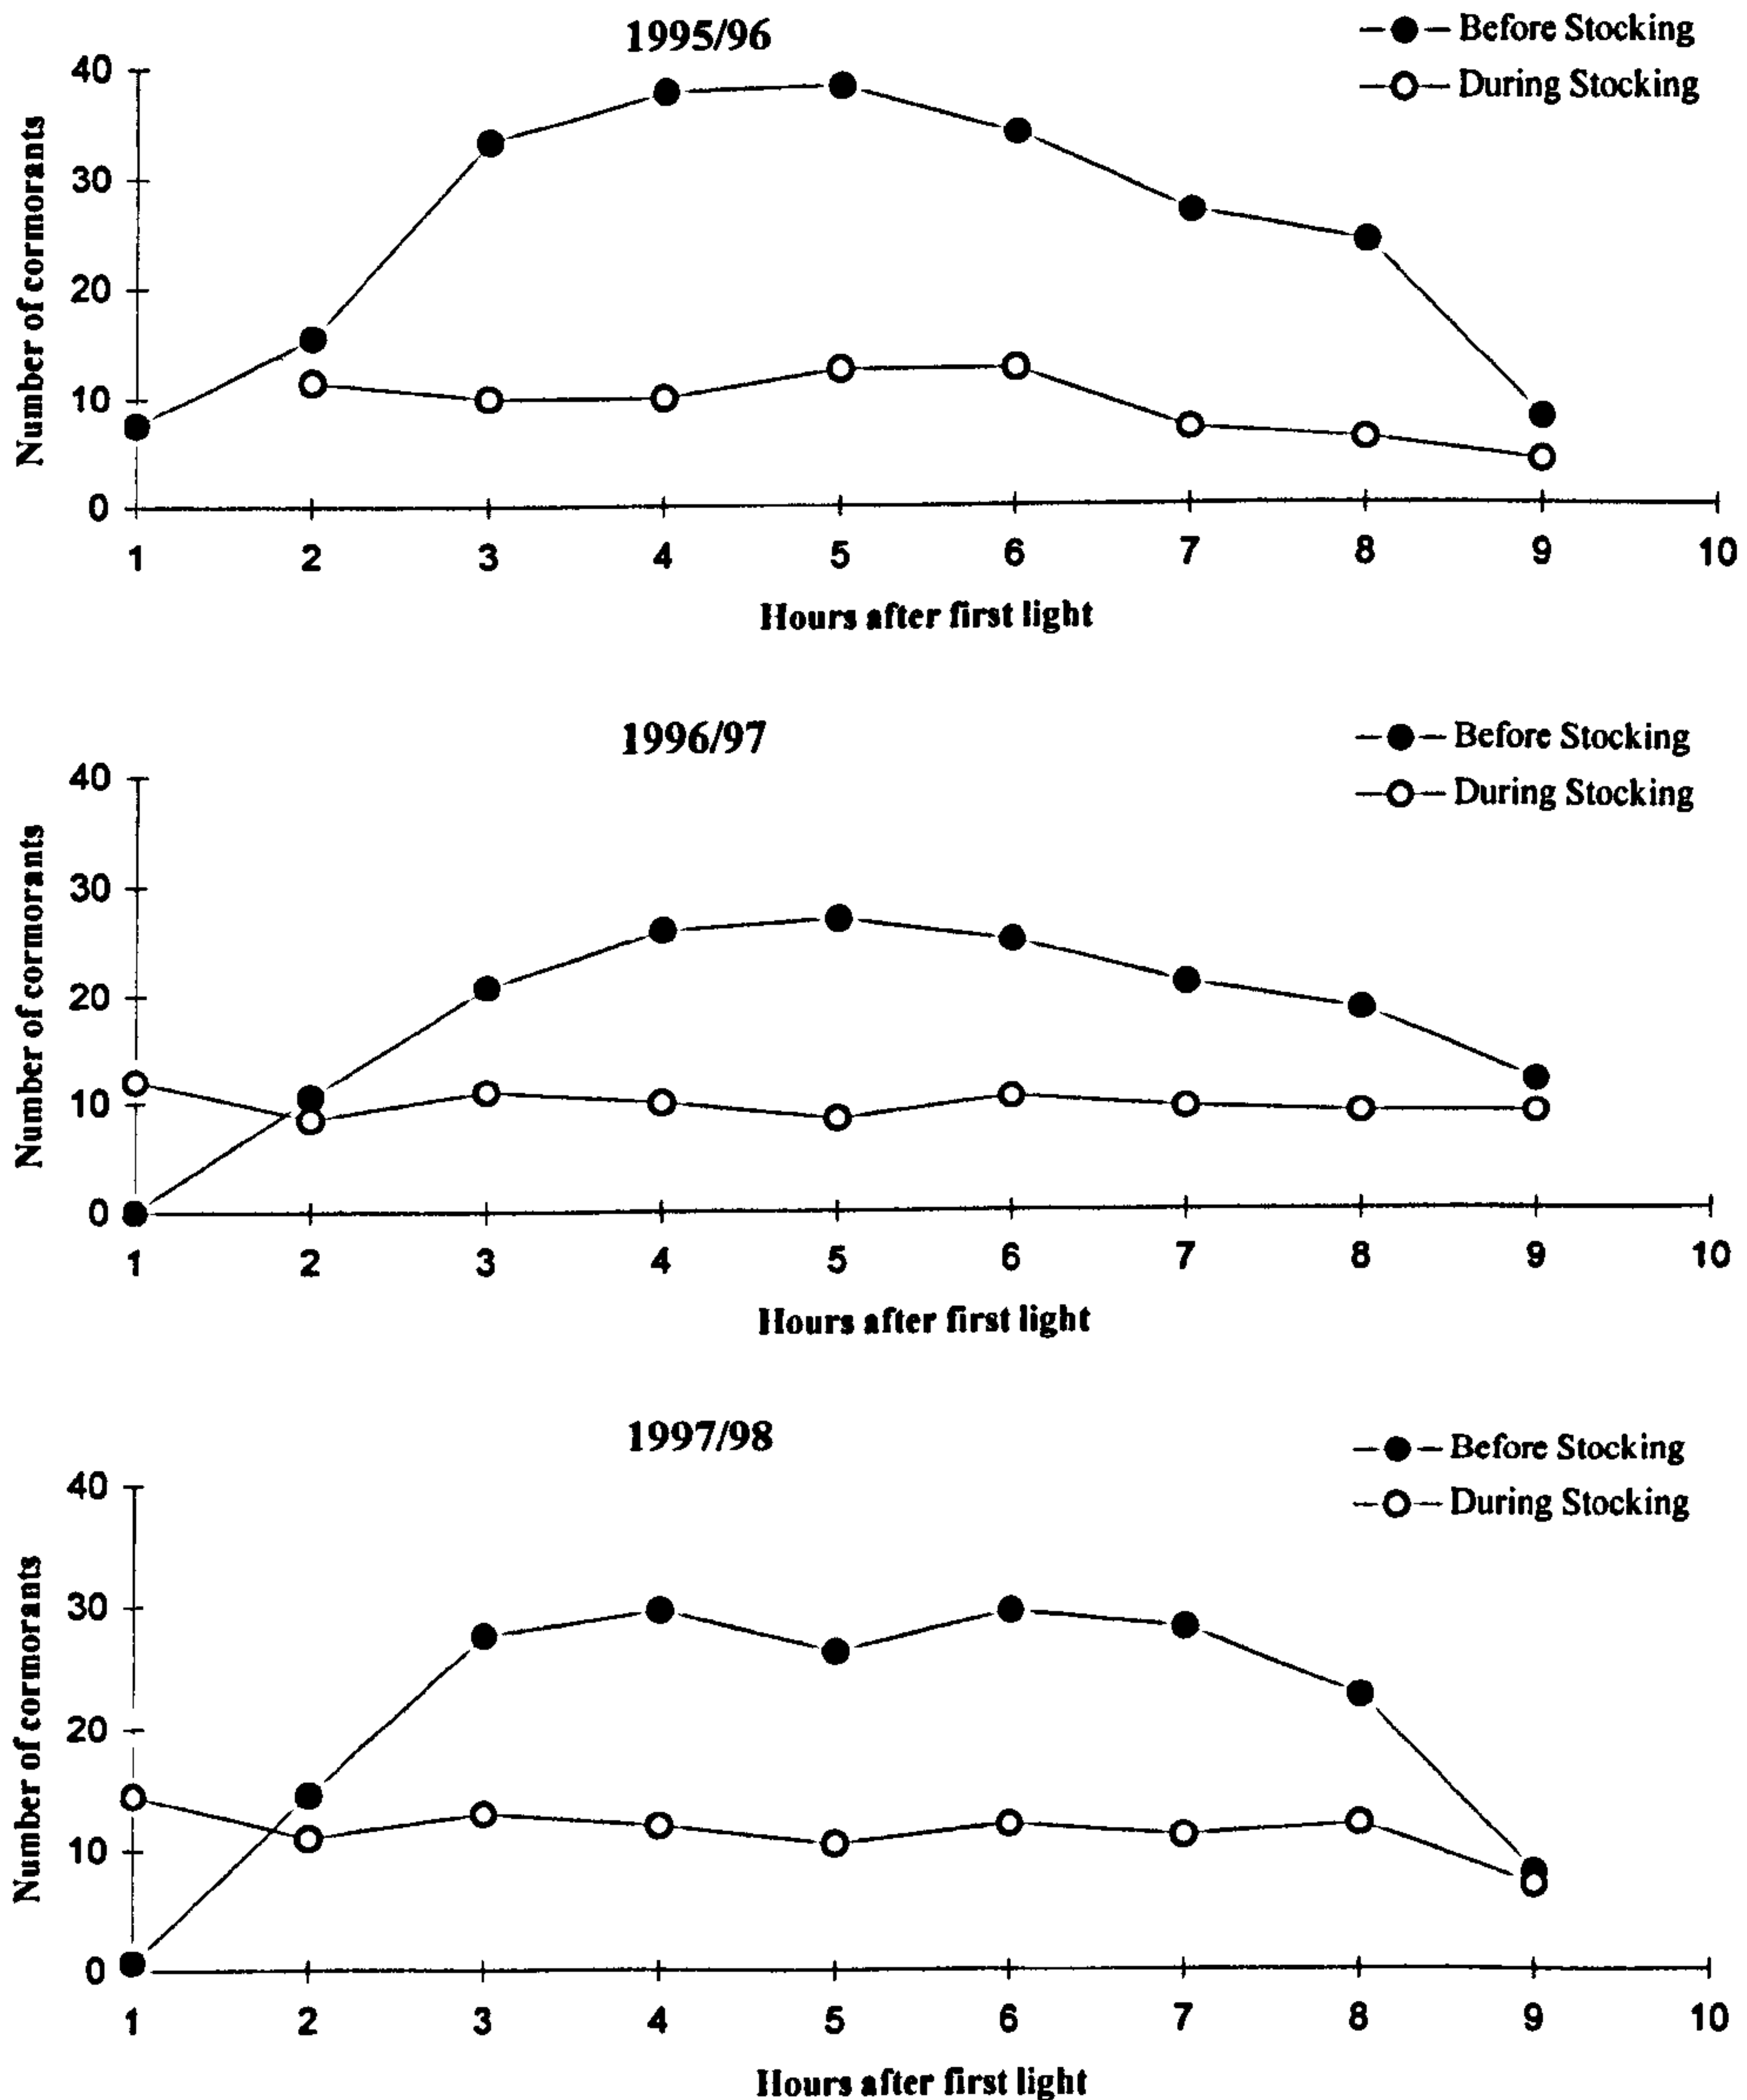 1995/96
Before Stocking
During Stocking
Number of cormorants
40
30
20
10
0
1 2 3 4 5 6 7 8 9 10
Hours after first light
1996/97
Before Stocking
During Stocking
Number of cormorants
40
30
20
10
0
1 2 3 4 5 6 7 8 9 10
Hours after first light
1997/98
Before Stocking
During Stocking
Number of cormorants
40
30
20
10
0
1 2 3 4 5 6 7 8 9 10
Hours after first light